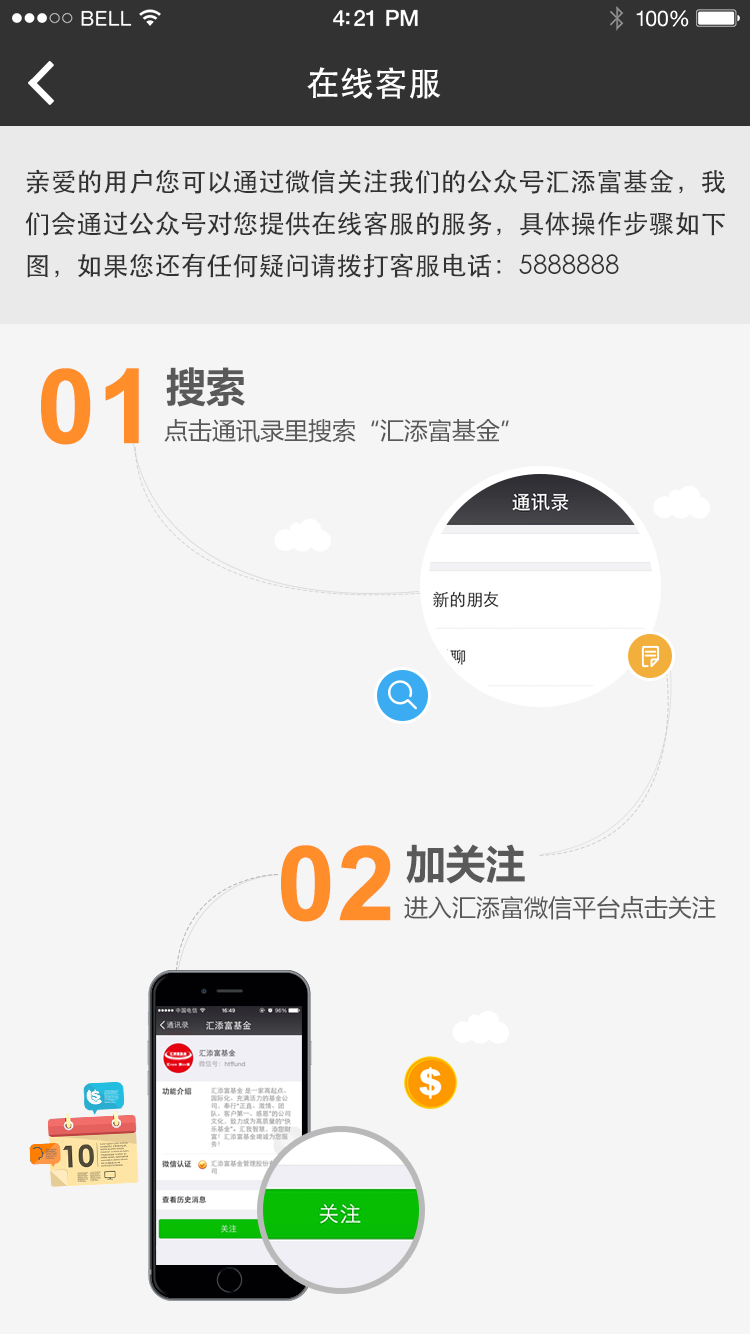 BELL 4:21 PM 100%
在线客服
亲爱的用户您可以通过微信关注我们的公众号汇添富基金，我
们会通过公众号对您提供在线客服的服务，具体操作步骤如下
图，如果您还有任何疑问请拨打客服电话：5888888
01 搜索
点击通讯录里搜索“汇添富基金”
通讯录
新的朋友
聊
02 加关注
进入汇添富微信平台点击关注
中国电信 16:49 96%
通讯录 汇添富基金
汇添富基金
微信号：htffund
功能介绍 汇添富基金 是一家高起点、
国际化、充满活力的基金公
司，奉行“正直、激情、团
队、客户第一、感恩”的公司
文化，致力成为高质量的“快
乐基金”。汇我智慧、添您财
富！汇添富基金竭诚为您服
务！
微信认证 汇添富基金管理股份
司
查看历史消息
关注
关注
10